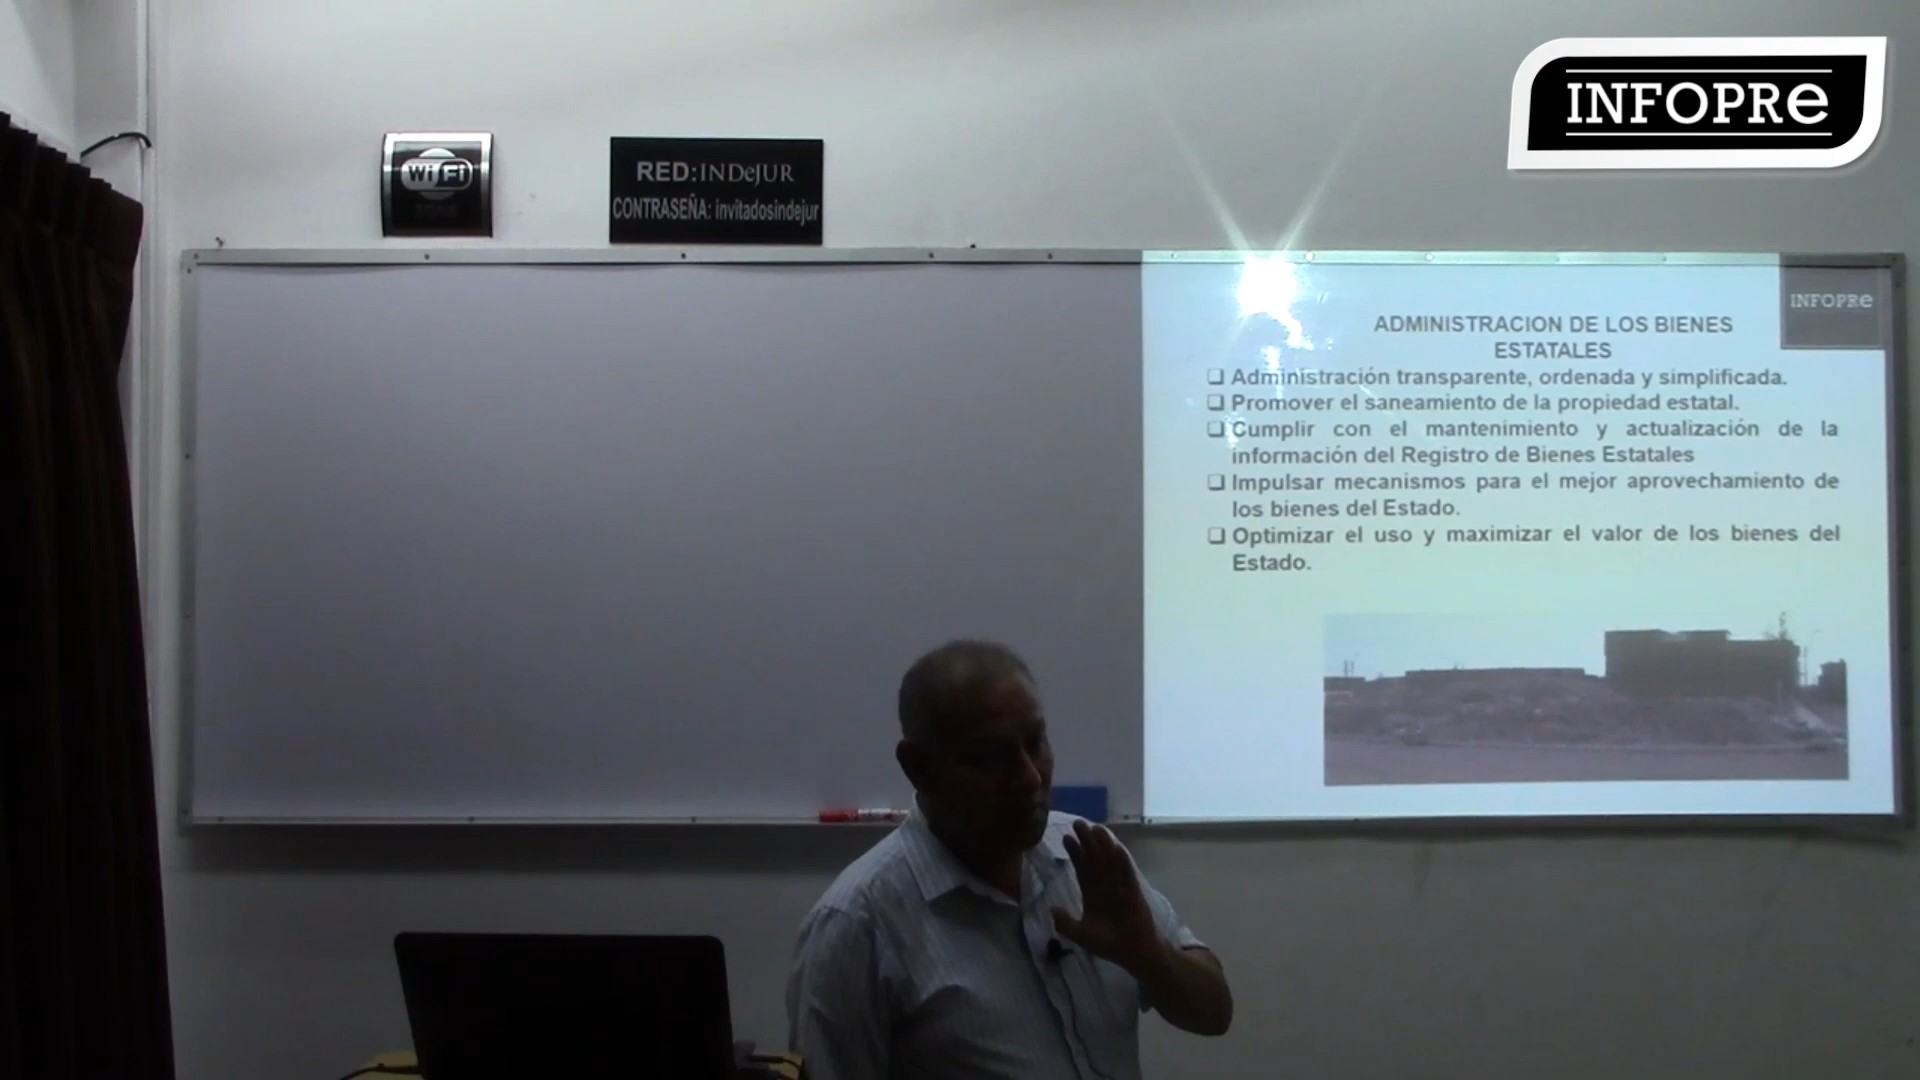 INFOPRe
Wi Fi
RED:INDeJUR
CONTRASEÑA: invitadosindejur
INFOPRe
ADMINISTRACION DE LOS BIENES
ESTATALES
❑ Administración transparente, ordenada y simplificada.
❑ Promover el saneamiento de la propiedad estatal.
❑ Cumplir con el mantenimiento y actualización de la
información del Registro de Bienes Estatales
❑ Impulsar mecanismos para el mejor aprovechamiento de
los bienes del Estado.
❑ Optimizar el uso y maximizar el valor de los bienes del
Estado.